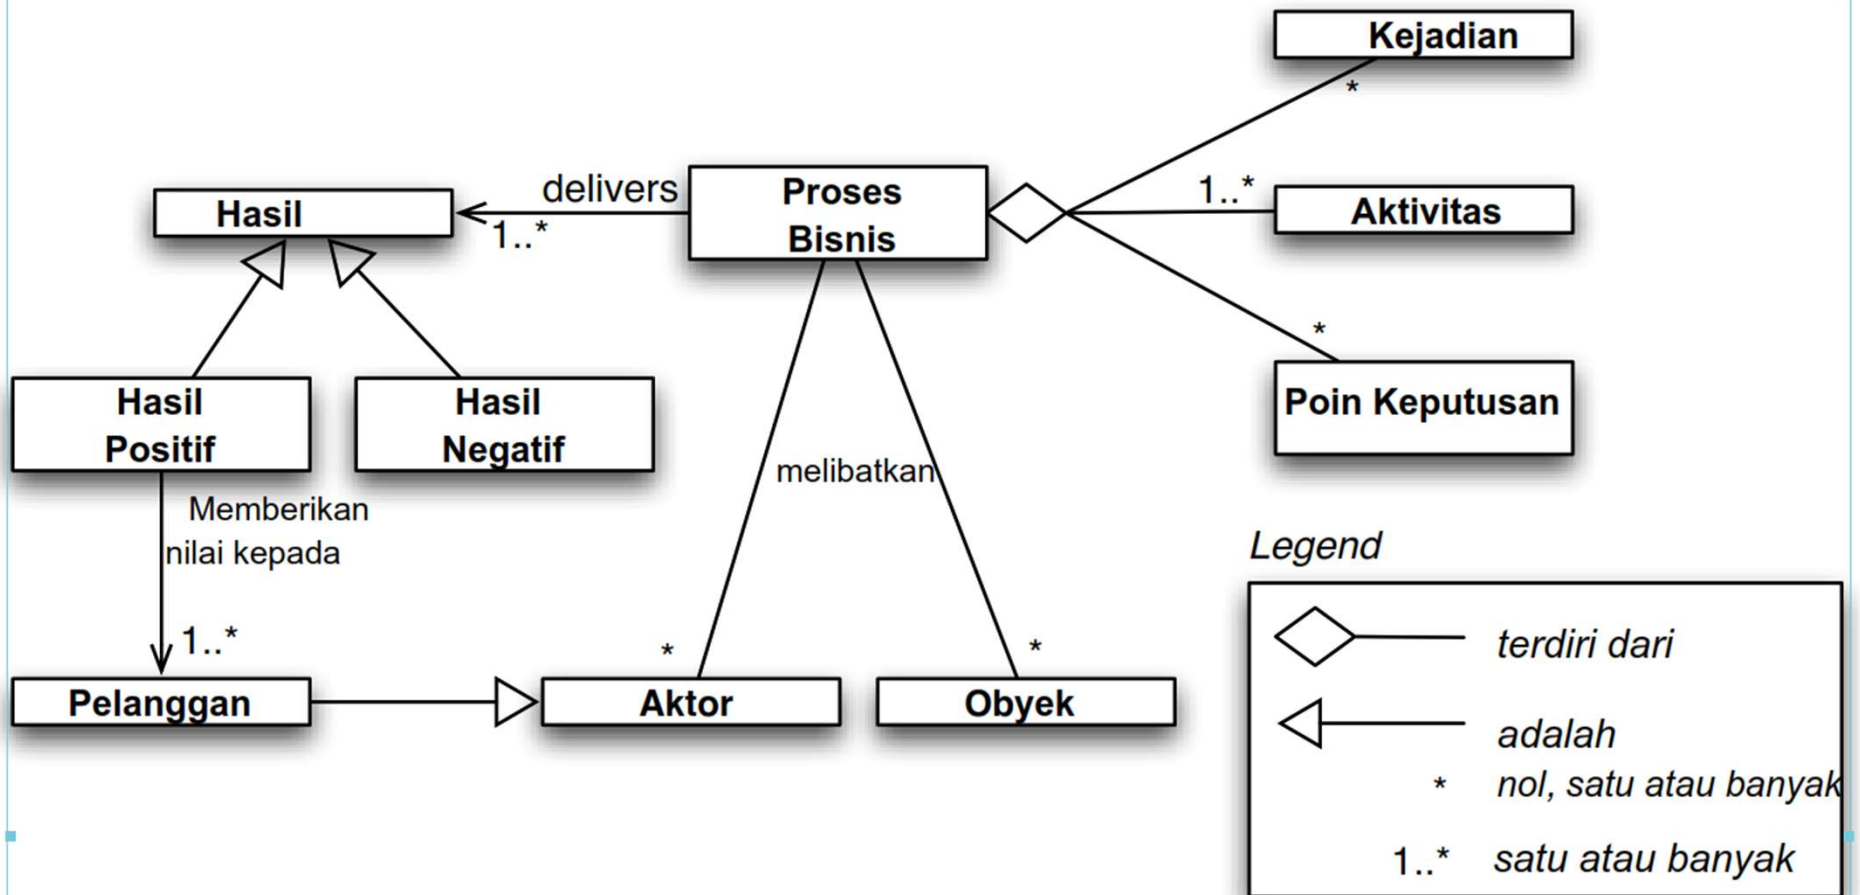 Kejadian
*
delivers
Proses
Bisnis
1..*
Aktivitas
Hasil
1..*
*
Poin Keputusan
Hasil
Positif
Hasil
Negatif
melibatkan
Memberikan
nilai kepada
1..*
*
*
Pelanggan
Aktor
Obyek
Legend
terdiri dari
adalah
* nol, satu atau banyak
1..* satu atau banyak